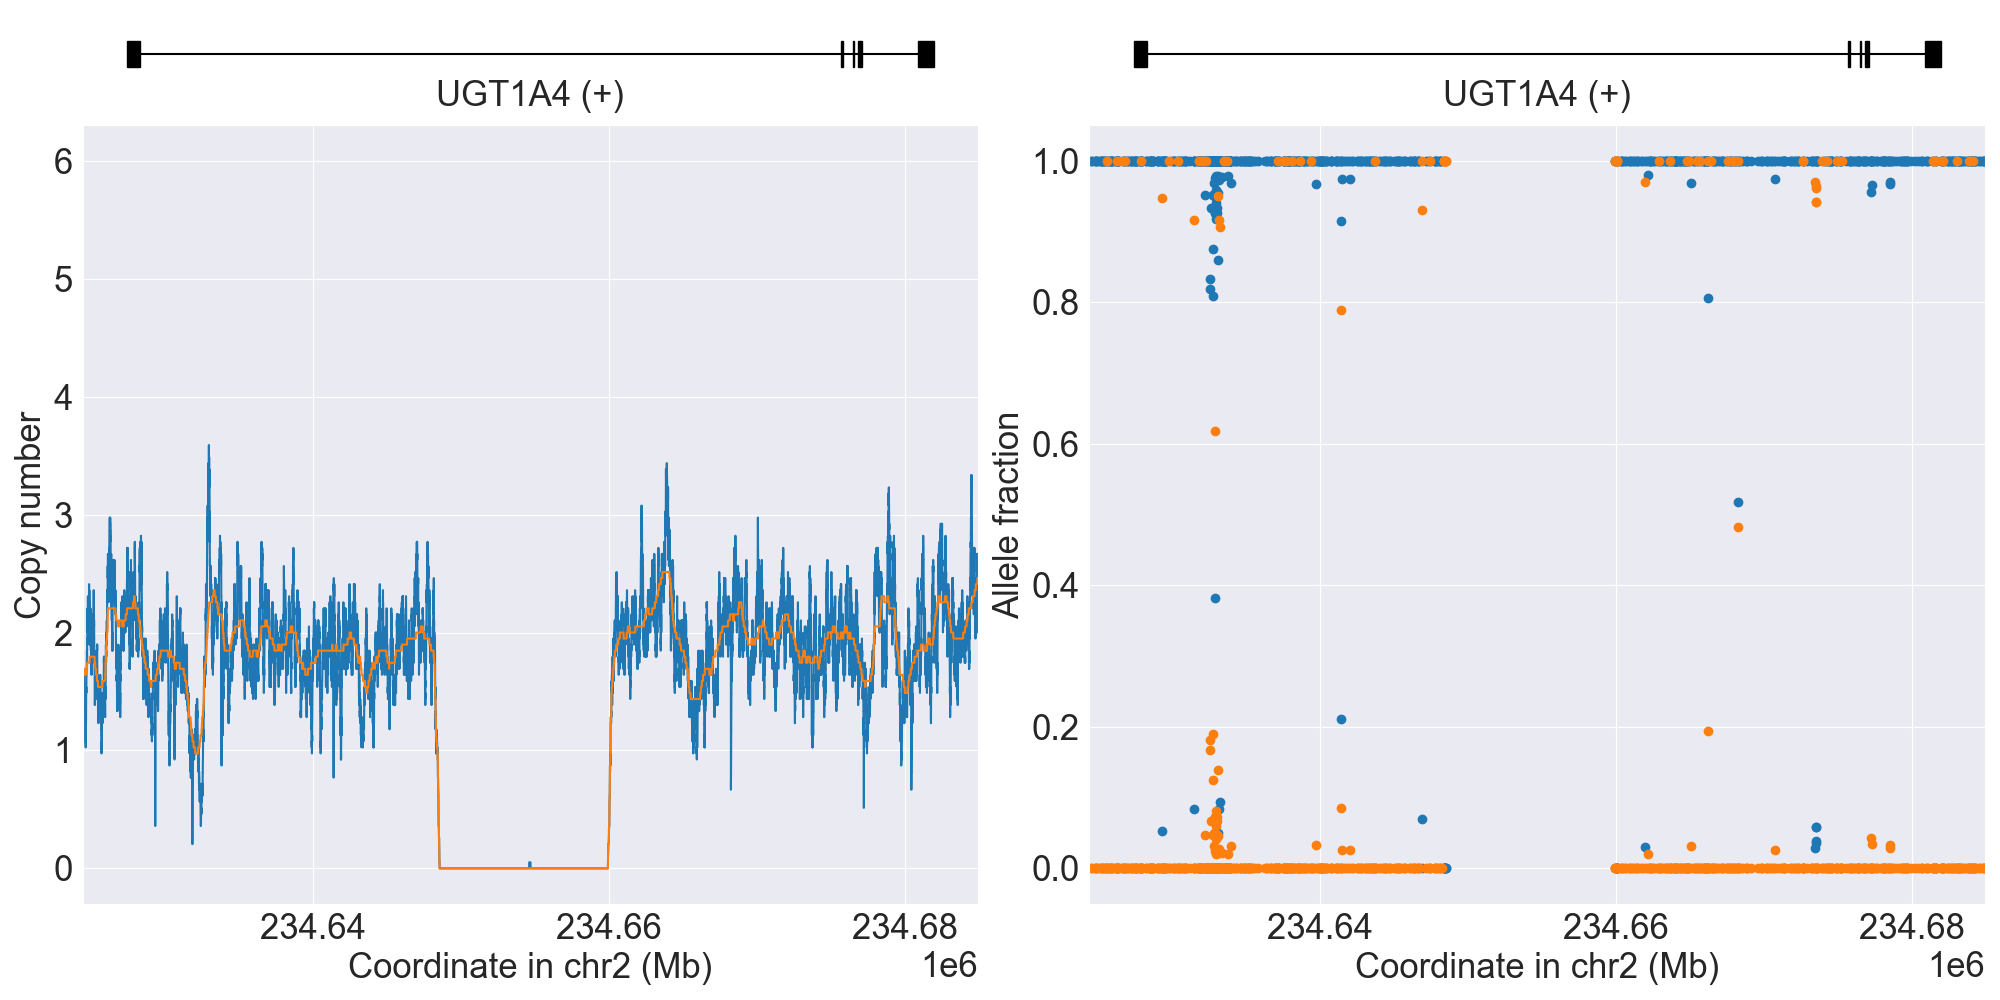 UGT1A4 (+)
6
5
4
3
2
1
0
Copy number
234.64
234.66
234.68
Coordinate in chr2 (Mb)
1e6
UGT1A4 (+)
1.0
0.8
0.6
0.4
0.2
0.0
Allele fraction
234.64
234.66
234.68
Coordinate in chr2 (Mb)
1e6